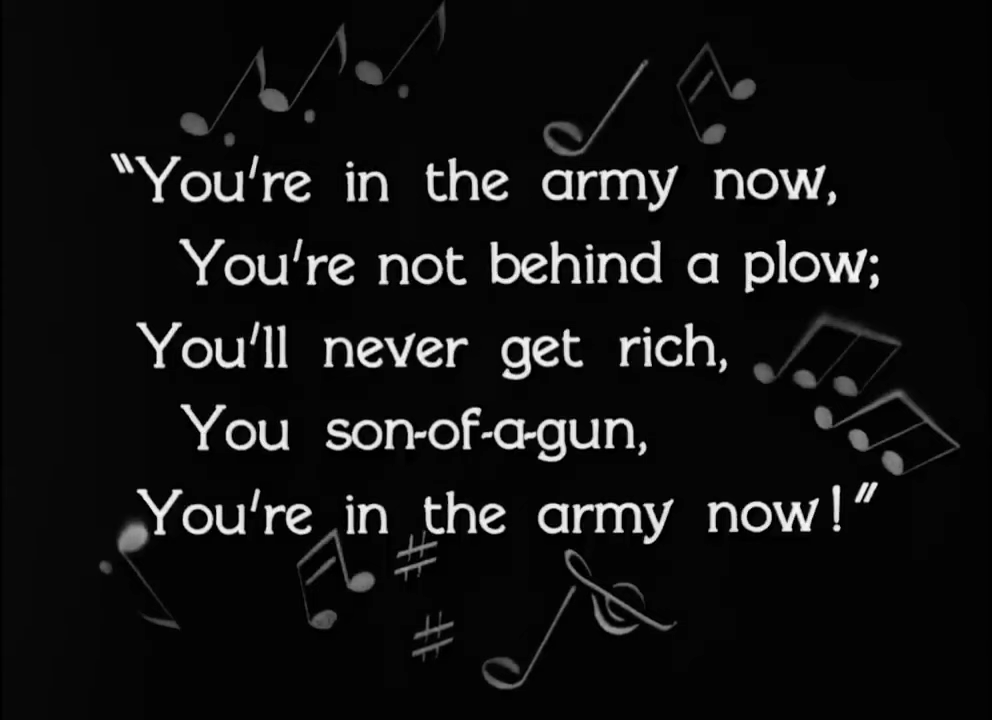 "You're in the army now,
You're not behind a plow;
You'll never get rich,
You son-of-a-gun,
You're in the army now!"